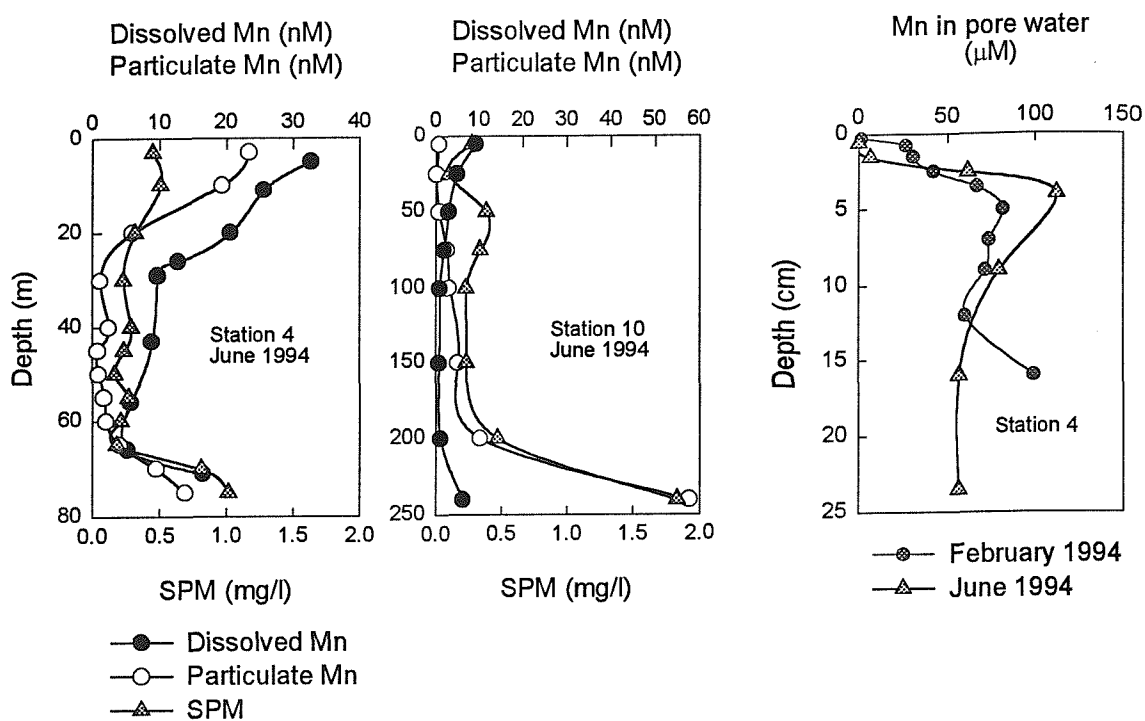 Dissolved Mn (nM)
Particulate Mn (nM)
0 10 20 30 40
0
20
40
60
80
Depth (m)
Station 4
June 1994
0.0 0.5 1.0 1.5 2.0
SPM (mg/l)
Dissolved Mn (nM)
Particulate Mn (nM)
0 10 20 30 40 50 60
0
50
100
150
200
250
Station 10
June 1994
0.0 0.5 1.0 1.5 2.0
SPM (mg/l)
Dissolved Mn
Particulate Mn
SPM
Mn in pore water
(μM)
0 50 100 150
0
5
10
15
20
25
Depth (cm)
Station 4
February 1994
June 1994